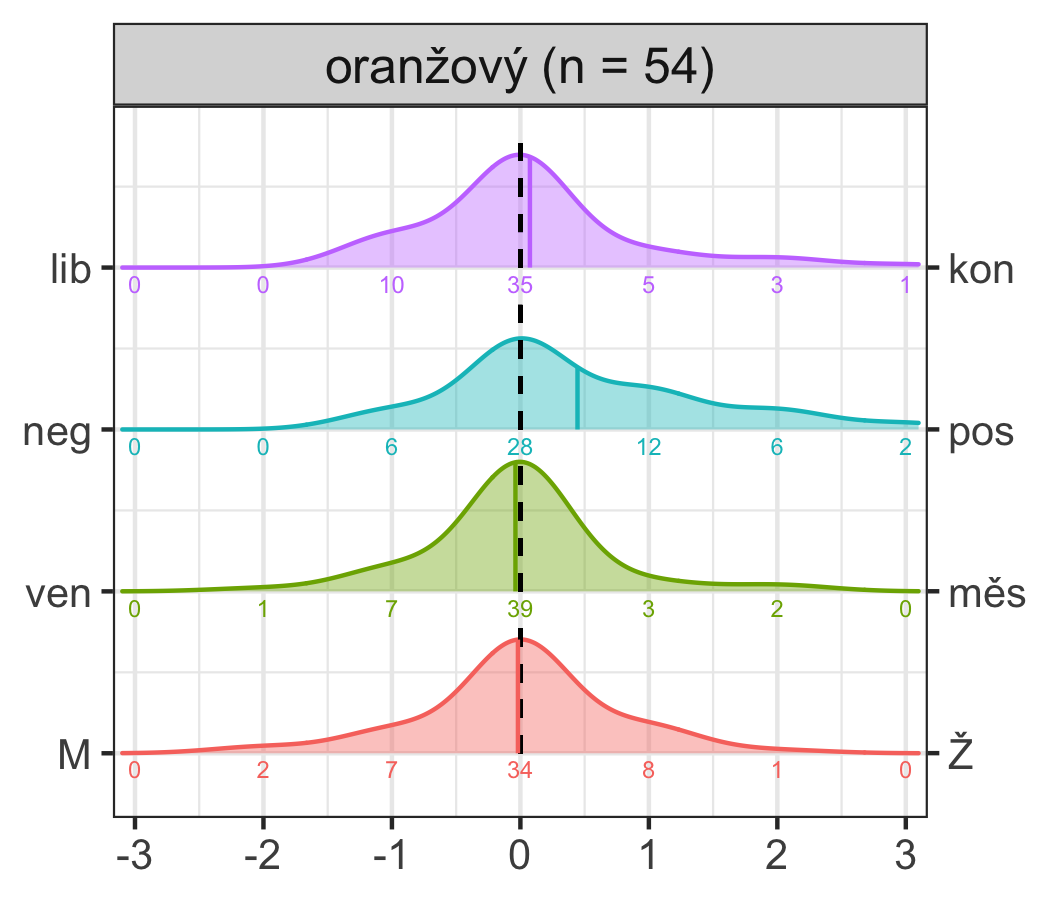 oranžový (n = 54)
lib kon
0 0 10 35 5 3 1
neg pos
0 0 6 28 12 6 2
ven měs
0 1 7 39 3 2 0
M Ž
0 2 7 34 8 1 0
-3 -2 -1 0 1 2 3